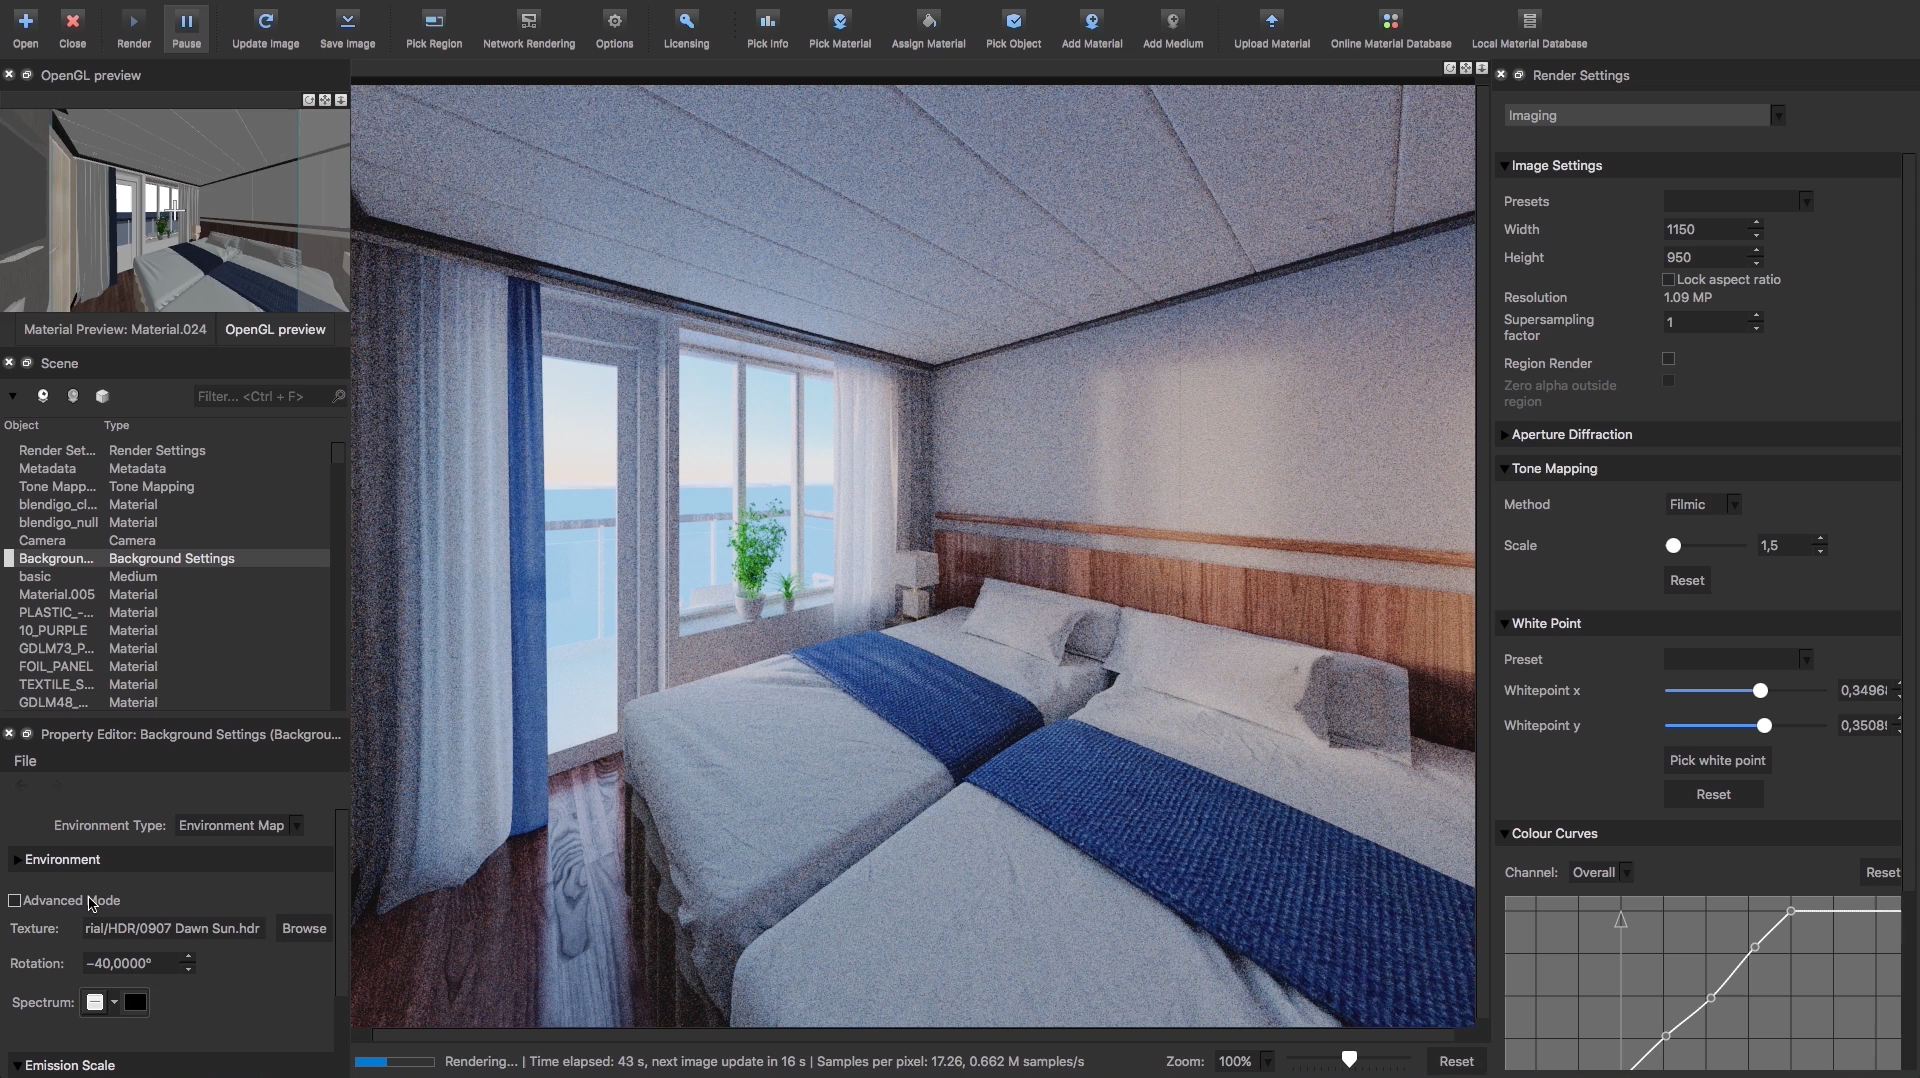 Open Close Render Pause Update Image Save Image Pick Region Network Rendering Options Licensing Pick Info Pick Material Assign Material Pick Object Add Material Add Medium Upload Material Online Material Database Local Material Database
OpenGL preview
Material Preview: Material.024 OpenGL preview
Scene
Filter... <Ctrl + F>
Object Type
Render Set... Render Settings
Metadata Metadata
Tone Mapp... Tone Mapping
blendigo_cl... Material
blendigo_null Material
Camera Camera
Backgroun... Background Settings
basic Medium
Material.005 Material
PLASTIC_-... Material
10_PURPLE Material
GDLM73_P... Material
FOIL_PANEL Material
TEXTILE_S... Material
GDLM48_... Material
Property Editor: Background Settings (Backgrou...
File
Environment Type: Environment Map
Environment
Advanced Mode
Texture: rial/HDR/0907 Dawn Sun.hdr Browse
Rotation: -40,0000°
Spectrum:
Emission Scale
Rendering... | Time elapsed: 43 s, next image update in 16 s | Samples per pixel: 17.26, 0.662 M samples/s
Zoom: 100% Reset
Render Settings
Imaging
Image Settings
Presets
Width 1150
Height 950
Lock aspect ratio
Resolution 1.09 MP
Supersampling
factor 1
Region Render
Zero alpha outside
region
Aperture Diffraction
Tone Mapping
Method Filmic
Scale 1,5
Reset
White Point
Preset
Whitepoint x 0,3496
Whitepoint y 0,3508
Pick white point
Reset
Colour Curves
Channel: Overall Reset